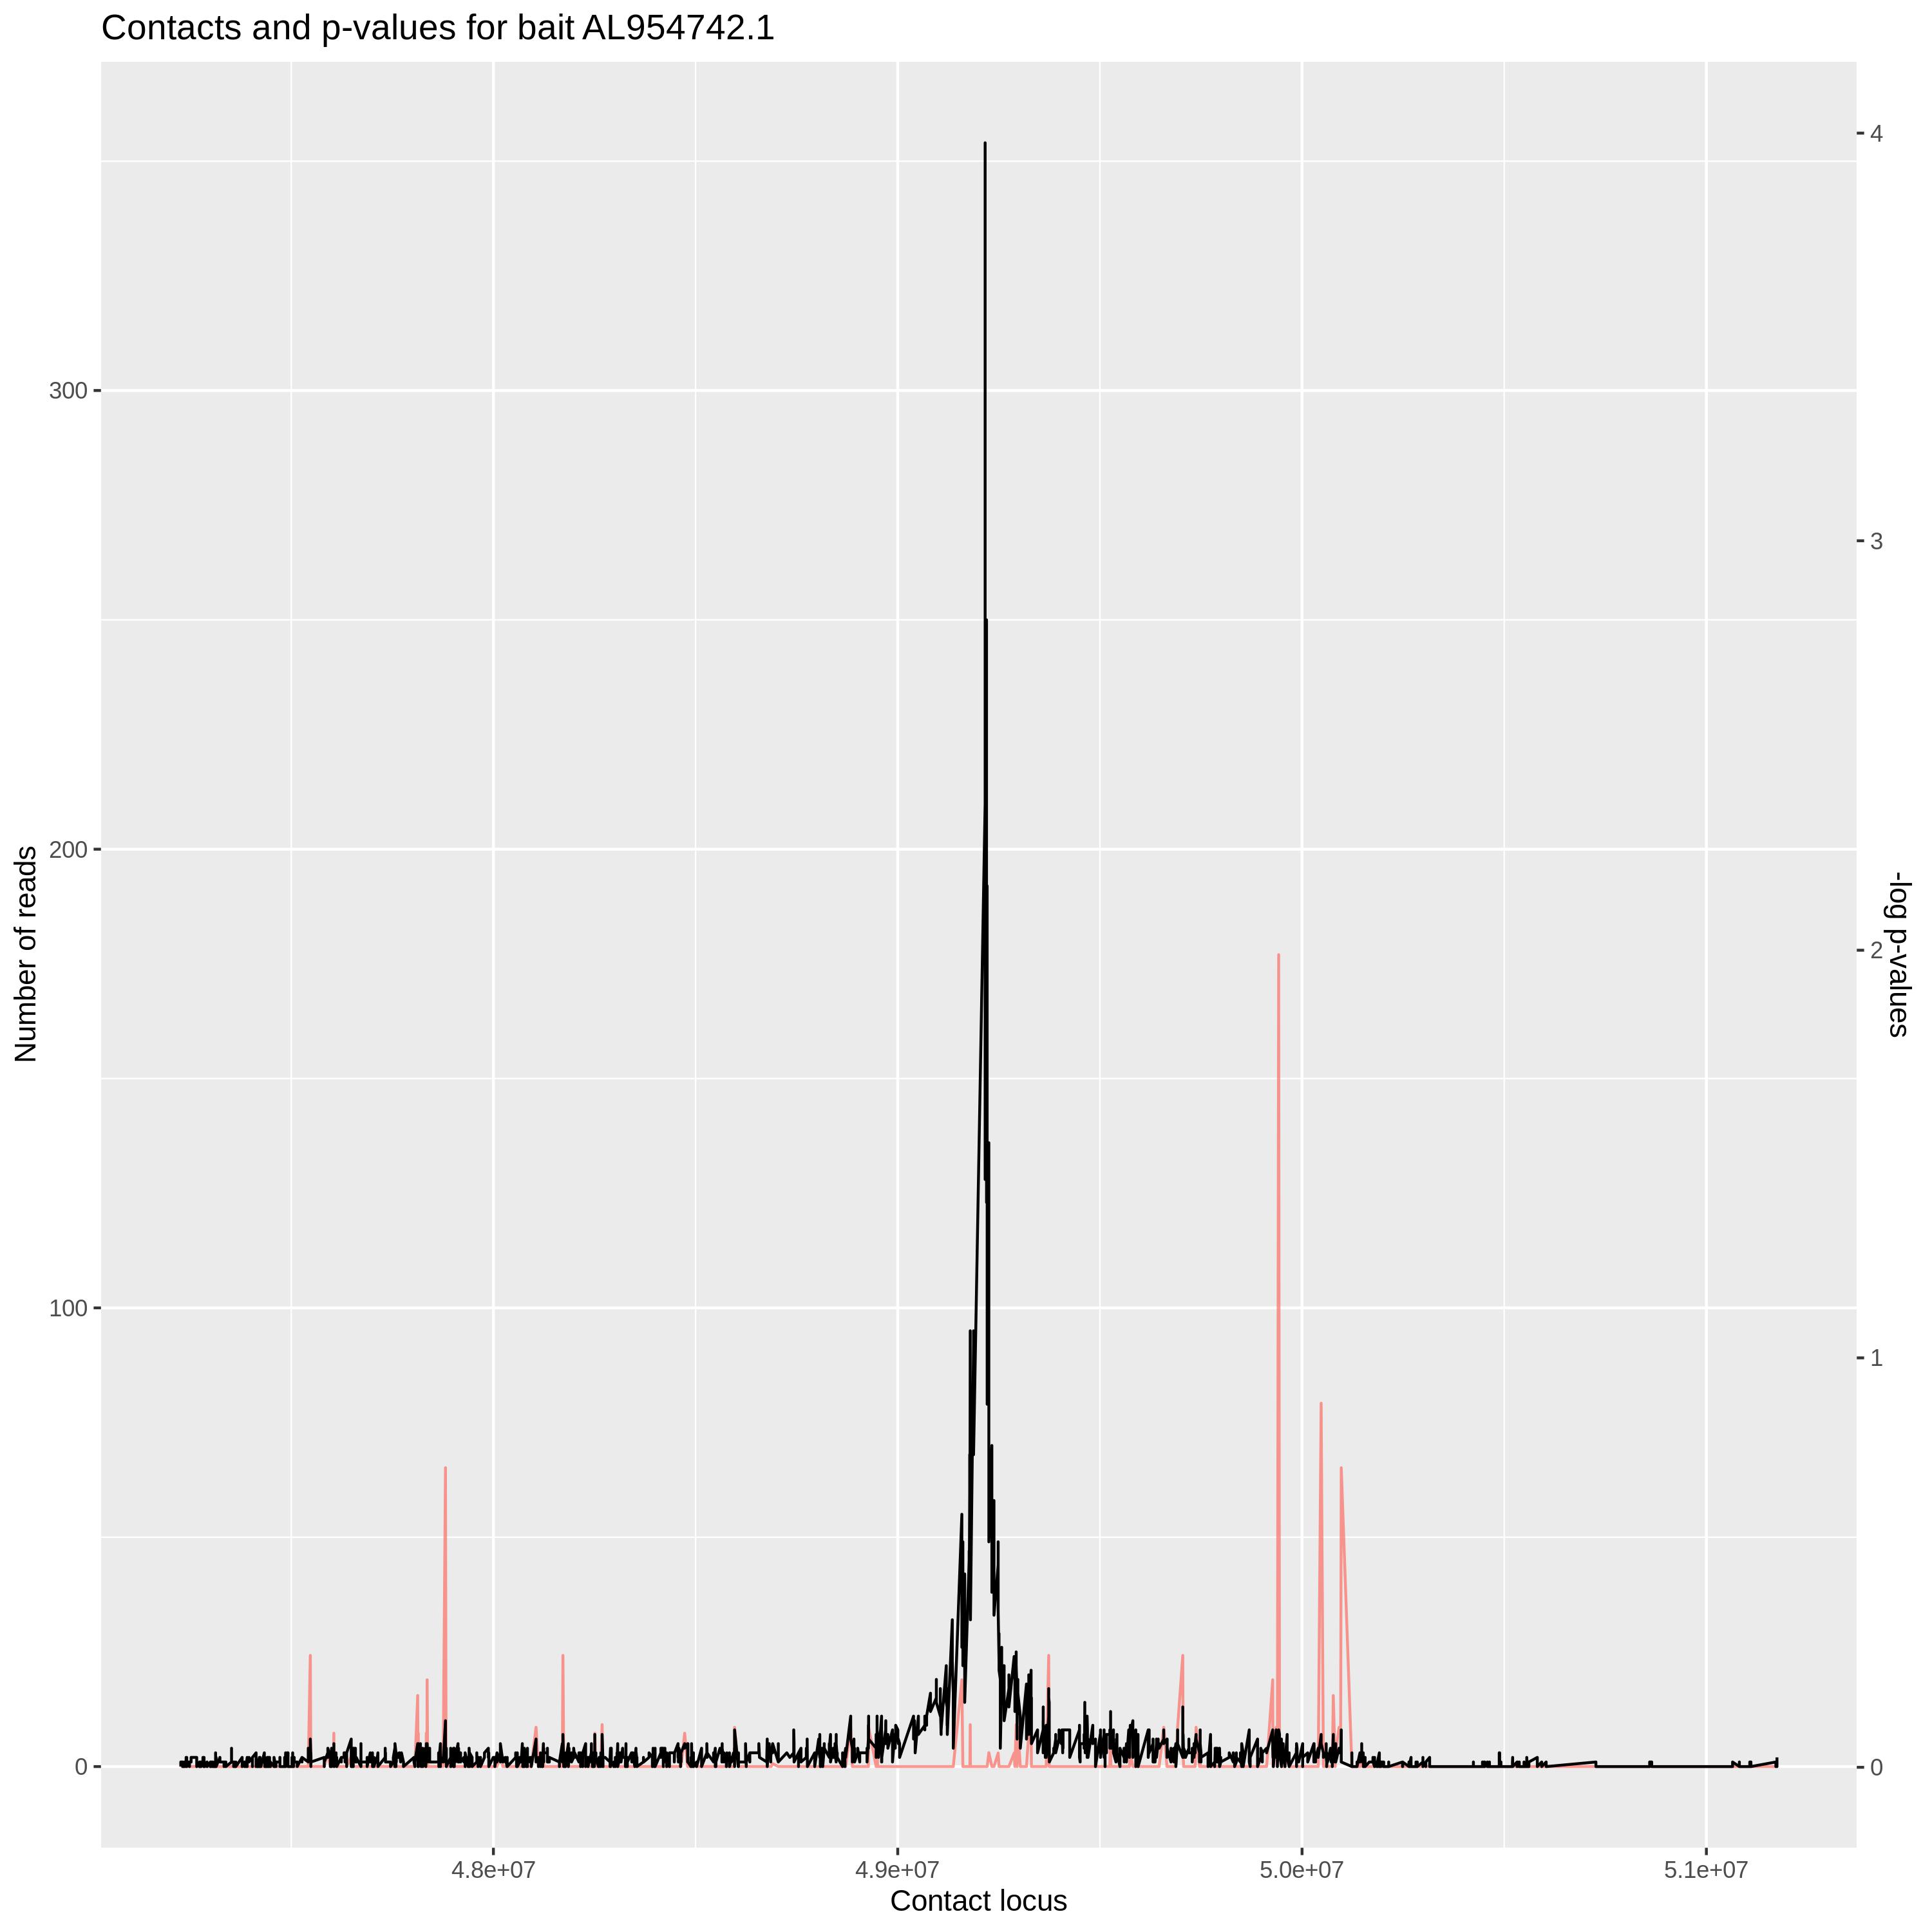 Contacts and p-values for bait AL954742.1
Number of reads
300
200
100
0
4
3
2
1
0
-log p-values
4.8e+07
4.9e+07
5.0e+07
5.1e+07
Contact locus